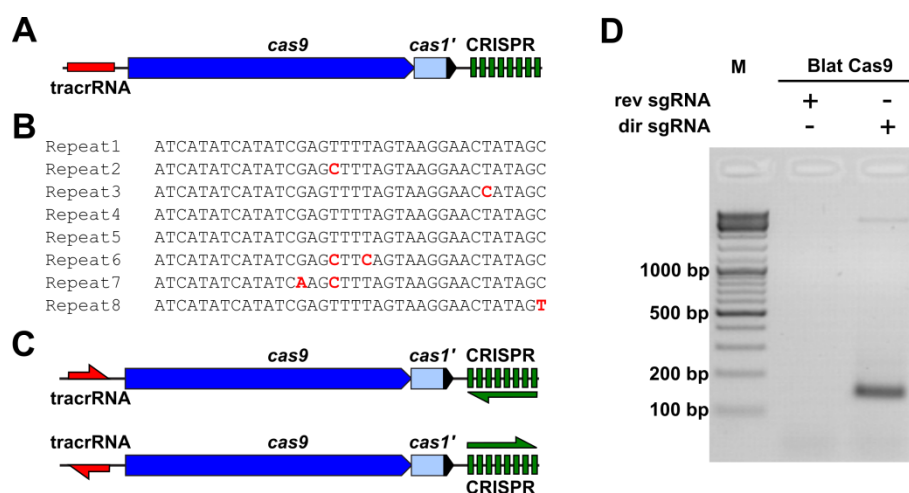 A
cas9 cas1' CRISPR
tracrRNA
B
Repeat1 ATCATATCATATCGAGTTTTAGTAAGGAACTATAGC
Repeat2 ATCATATCATATCGAGCTTTAGTAAGGAACTATAGC
Repeat3 ATCATATCATATCGAGTTTTAGTAAGGAACCATAGC
Repeat4 ATCATATCATATCGAGTTTTAGTAAGGAACTATAGC
Repeat5 ATCATATCATATCGAGTTTTAGTAAGGAACTATAGC
Repeat6 ATCATATCATATCGAGCTTCAGTAAGGAACTATAGC
Repeat7 ATCATATCATATCAAGCTTTAGTAAGGAACTATAGC
Repeat8 ATCATATCATATCGAGTTTTAGTAAGGAACTATAGT
C
cas9 cas1' CRISPR
tracrRNA
tracrRNA cas9 cas1'
CRISPR
D
M Blat Cas9
rev sgRNA + -
dir sgRNA - +
1000 bp
500 bp
200 bp
100 bp